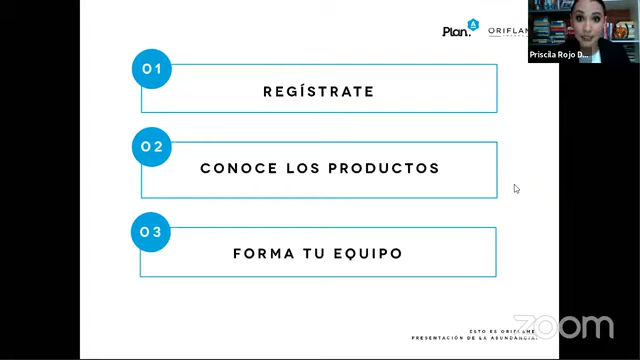 Plan.
ORIFLAME
Priscila Rojo D...
01
REGÍSTRATE
02
CONOCE LOS PRODUCTOS
03
FORMA TU EQUIPO
ESTO ES ORIFLAME
PRESENTACIÓN DE LA ABUNDANCIA
zoom